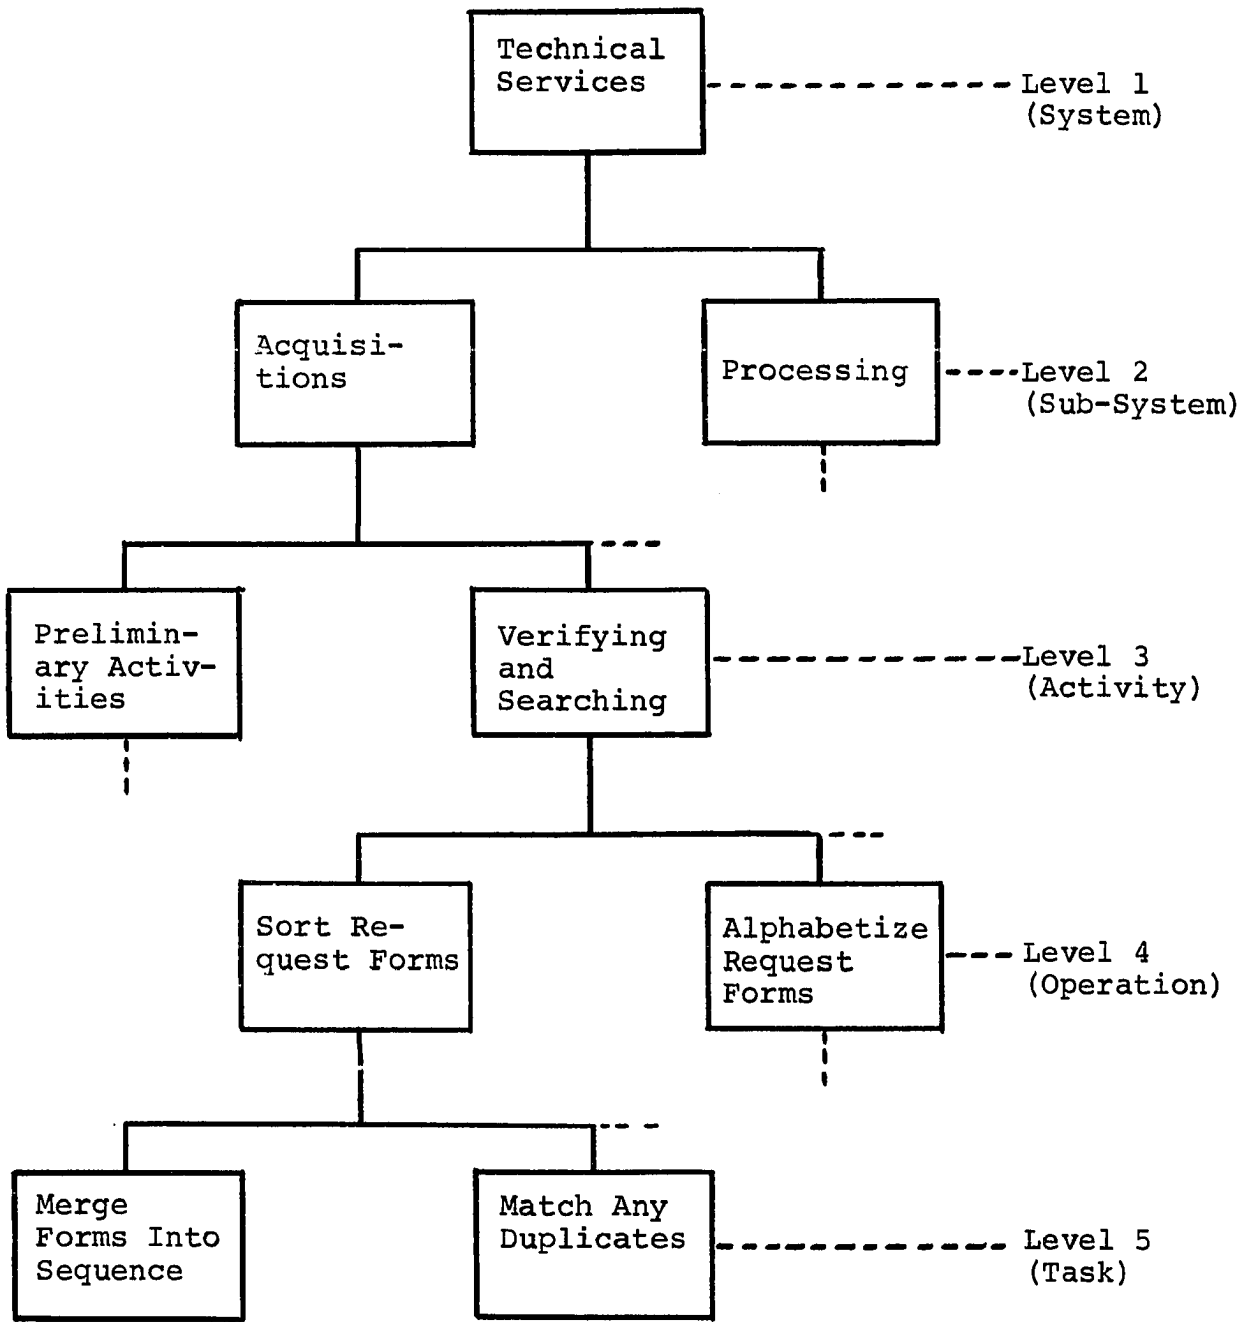 Technical
Services
Level 1
(System)
Acquisi-
tions
Processing
Level 2
(Sub-System)
Prelimin-
ary Activ-
ities
Verifying
and
Searching
Level 3
(Activity)
Sort Re-
quest Forms
Alphabetize
Request
Forms
Level 4
(Operation)
Merge
Forms Into
Sequence
Match Any
Duplicates
Level 5
(Task)